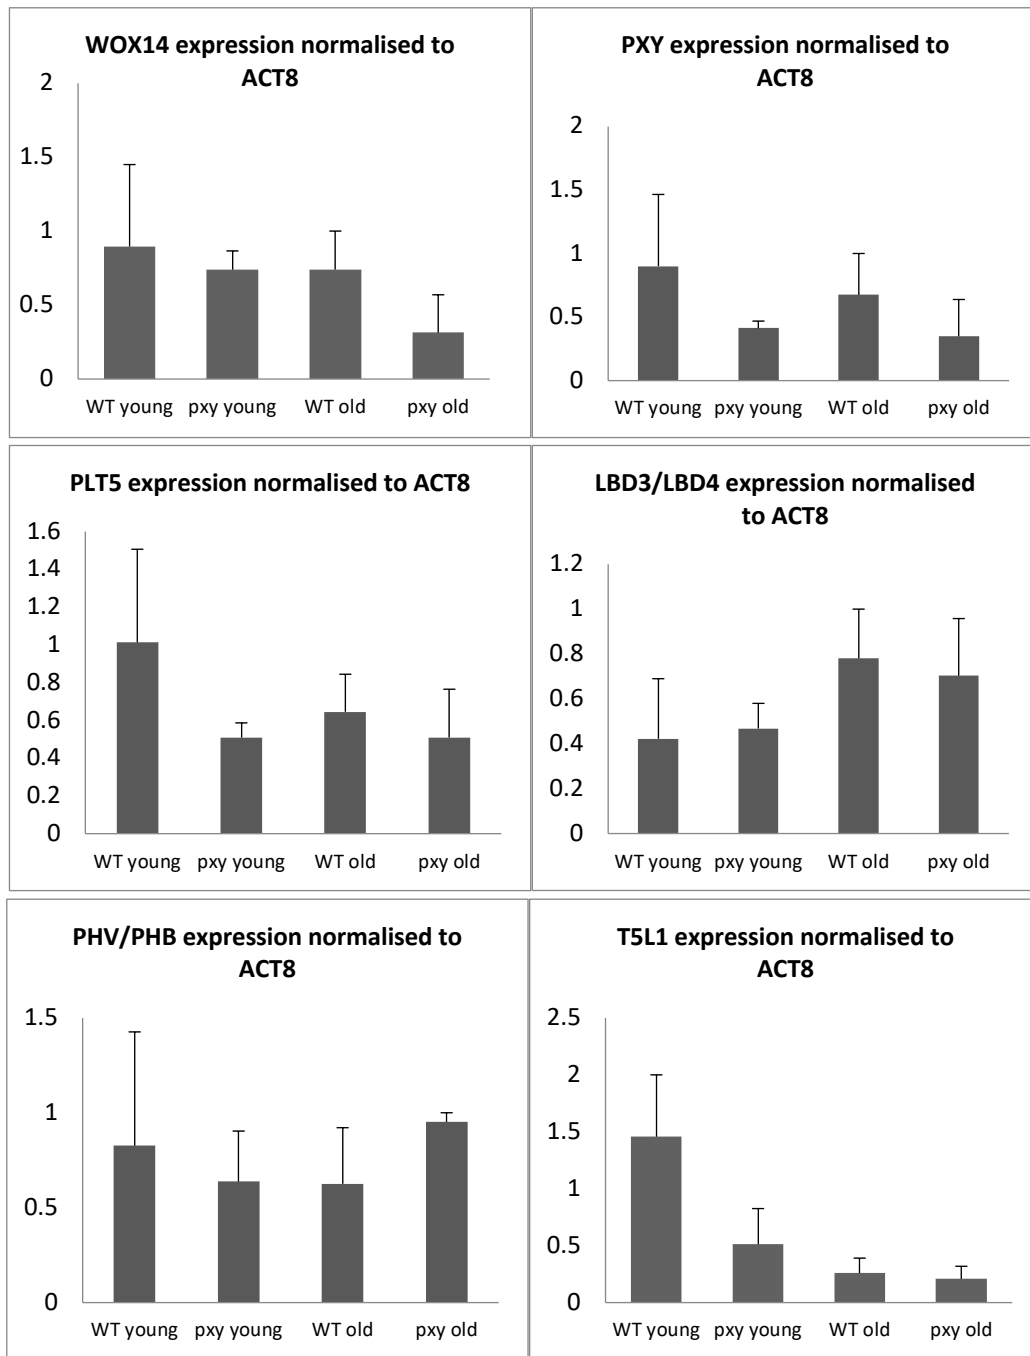 WOX14 expression normalised to
ACT8
2
1.5
1
0.5
0
WT young pxy young WT old pxy old
PXY expression normalised to
ACT8
2
1.5
1
0.5
0
WT young pxy young WT old pxy old
PLT5 expression normalised to ACT8
1.6
1.4
1.2
1
0.8
0.6
0.4
0.2
0
WT young pxy young WT old pxy old
LBD3/LBD4 expression normalised
to ACT8
1.2
1
0.8
0.6
0.4
0.2
0
WT young pxy young WT old pxy old
PHV/PHB expression normalised to
ACT8
1.5
1
0.5
0
WT young pxy young WT old pxy old
T5L1 expression normalised to
ACT8
2.5
2
1.5
1
0.5
0
WT young pxy young WT old pxy old